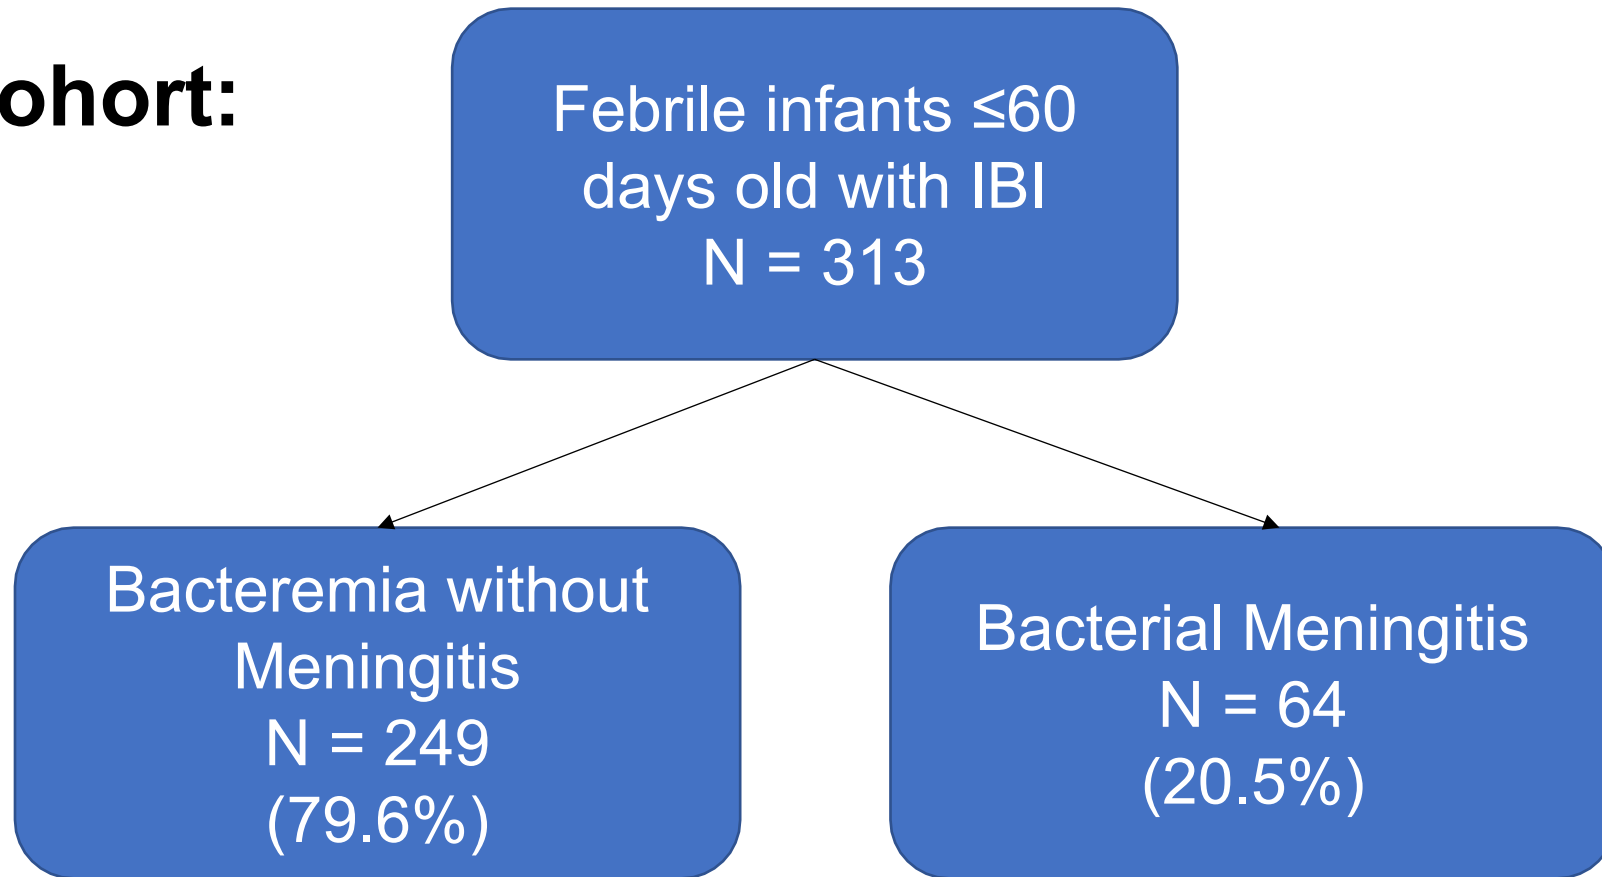 ohort:
Febrile infants ≤60
days old with IBI
N = 313
Bacteremia without
Meningitis
N = 249
(79.6%)
Bacterial Meningitis
N = 64
(20.5%)